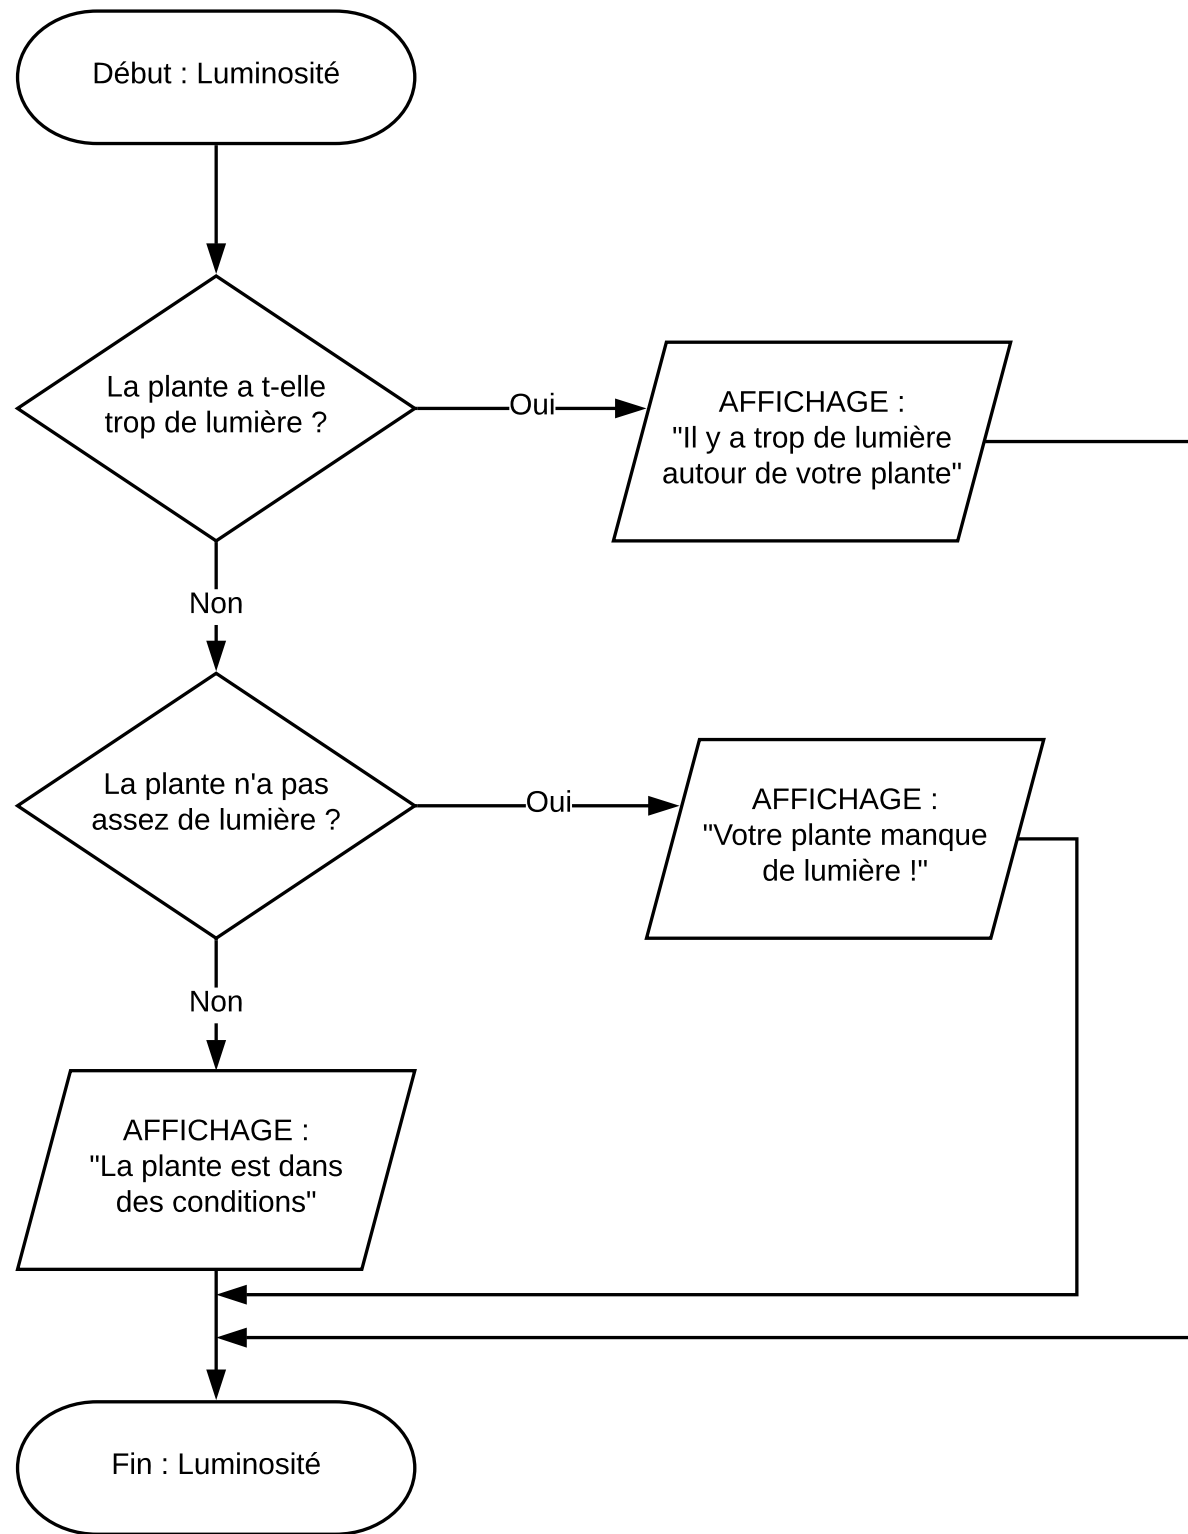 Début : Luminosité
La plante a t-elle
trop de lumière ?
Oui
AFFICHAGE :
"Il y a trop de lumière
autour de votre plante"
Non
La plante n'a pas
assez de lumière ?
Oui
AFFICHAGE :
"Votre plante manque
de lumière !"
Non
AFFICHAGE :
"La plante est dans
des conditions"
Fin : Luminosité